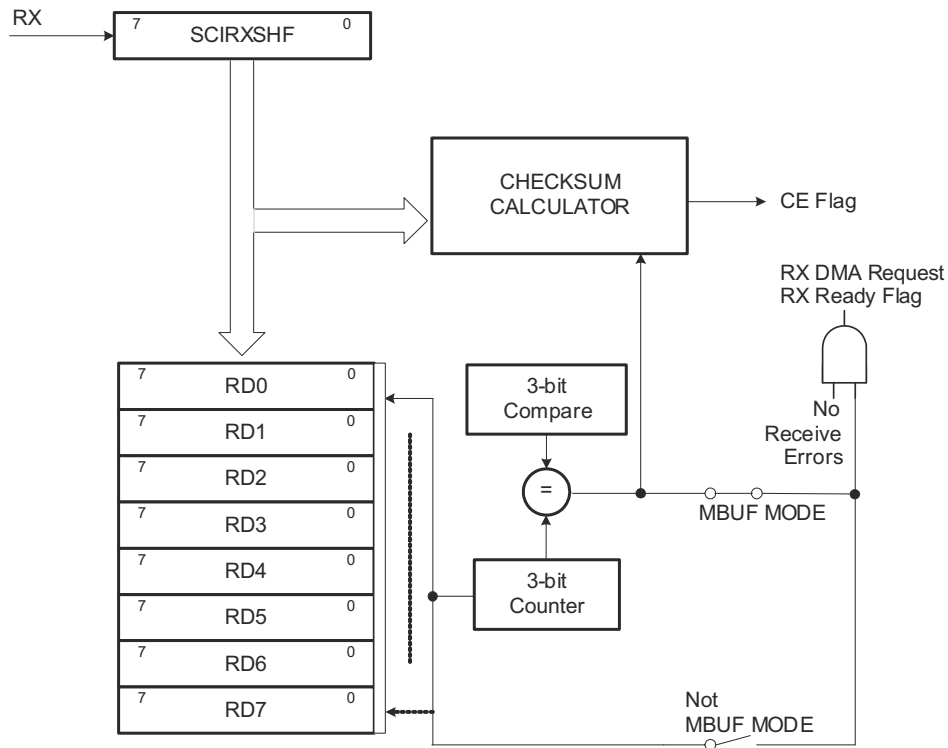 RX
7 SCIRXSHF 0
CHECKSUM
CALCULATOR
CE Flag
RX DMA Request
RX Ready Flag
7 RD0 0
7 RD1 0
7 RD2 0
7 RD3 0
7 RD4 0
7 RD5 0
7 RD6 0
7 RD7 0
3-bit
Compare
No
Receive
Errors
=
MBUF MODE
3-bit
Counter
Not
MBUF MODE